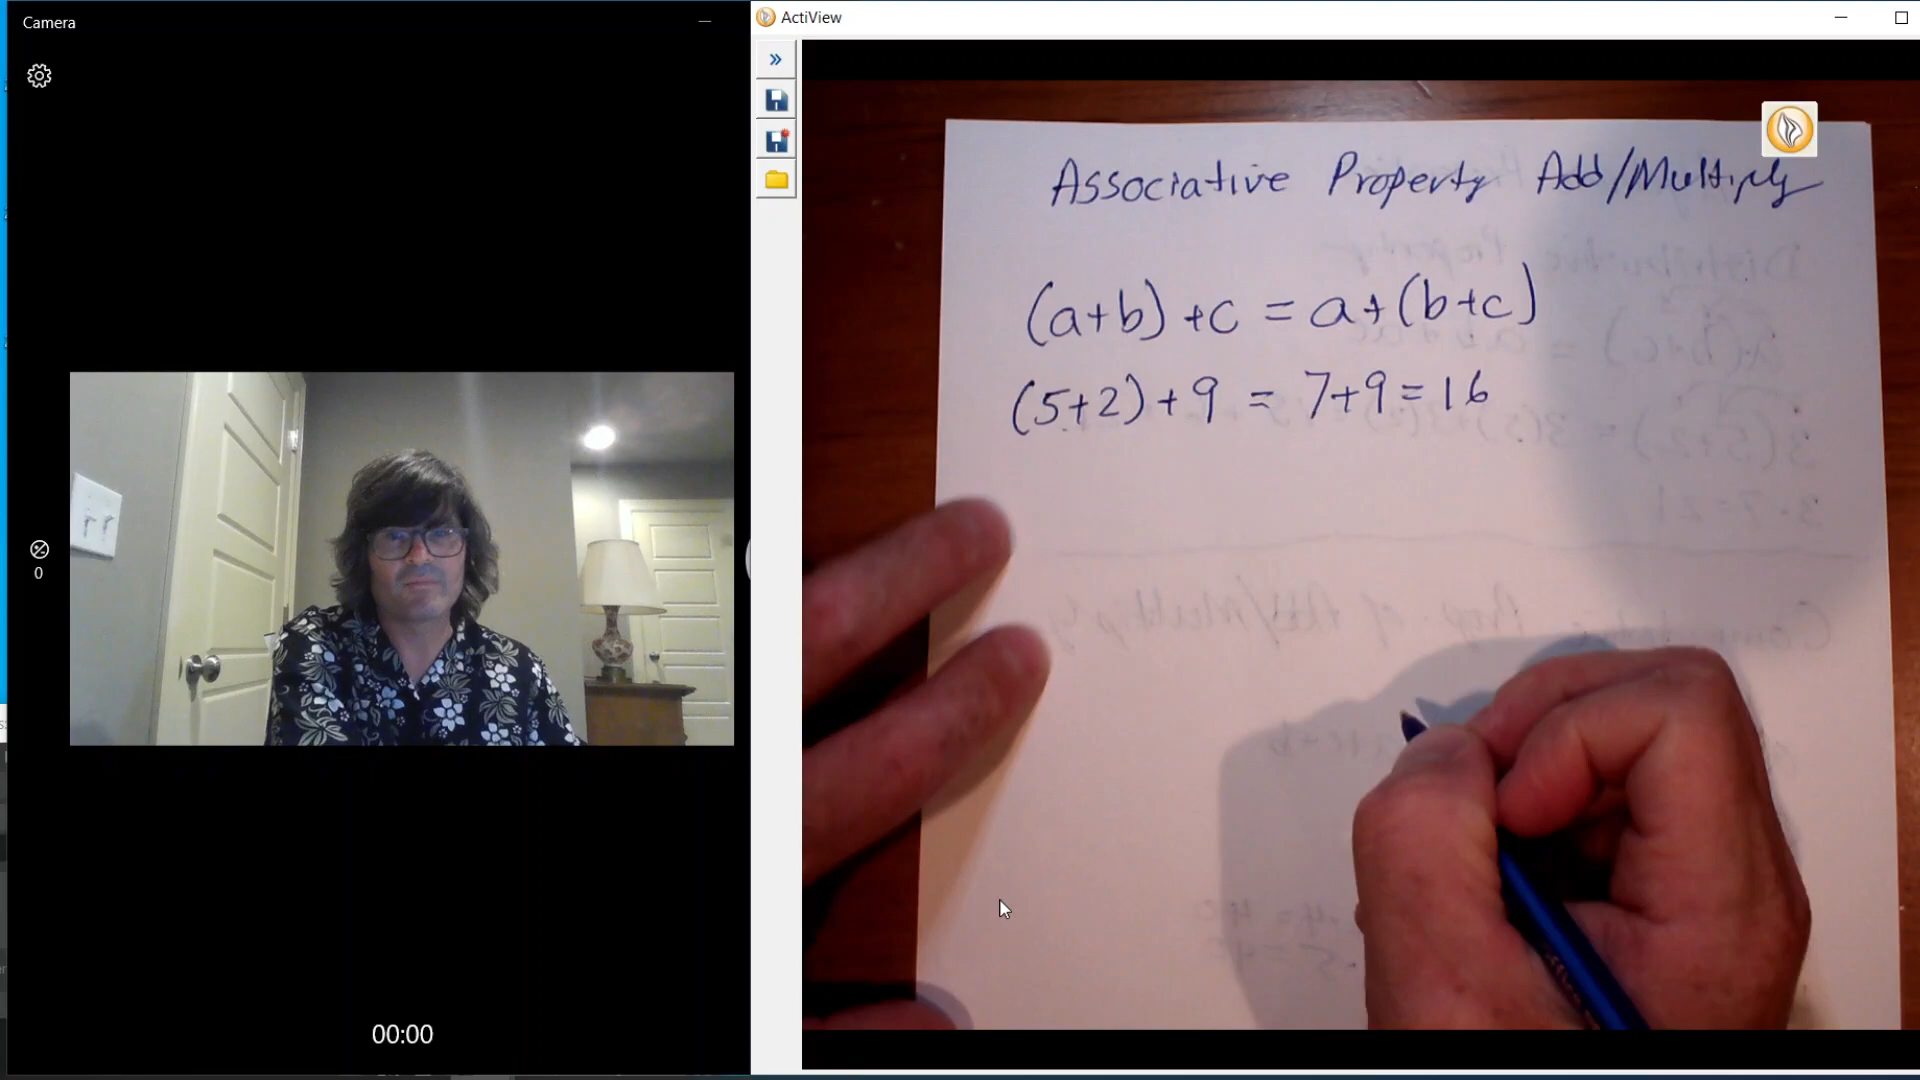 Camera
ActiView
Associative Property Add/Multiply
(a+b)+c = a+(b+c)
(5+2)+9 = 7+9=16
0
00:00